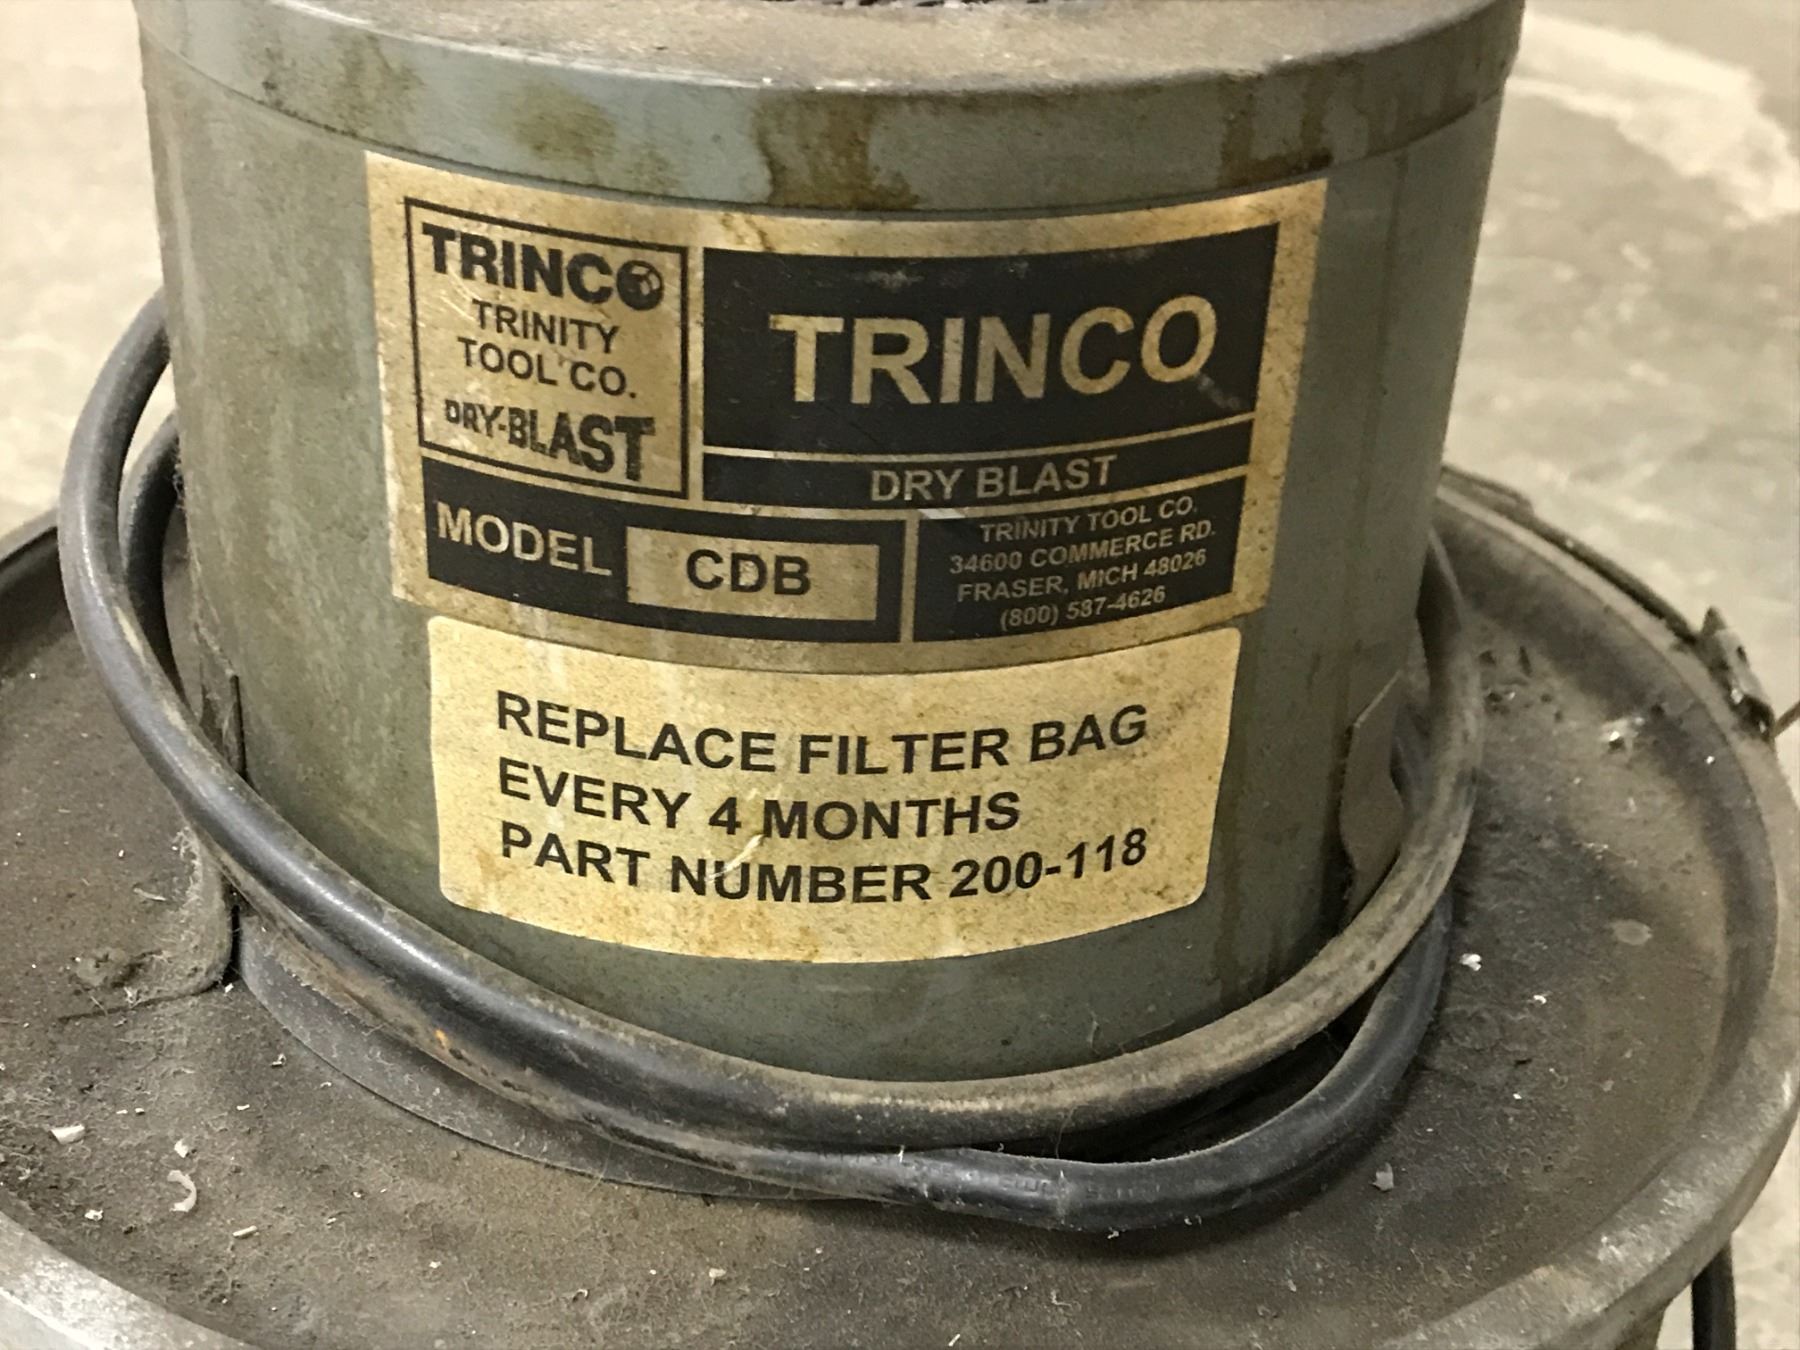 TRINCO
TRINITY
TOOL CO.
DRY-BLAST
TRINCO
DRY BLAST
MODEL CDB
TRINITY TOOL CO.
34600 COMMERCE RD.
FRASER, MICH 48026
(800) 587-4626
REPLACE FILTER BAG
EVERY 4 MONTHS
PART NUMBER 200-118